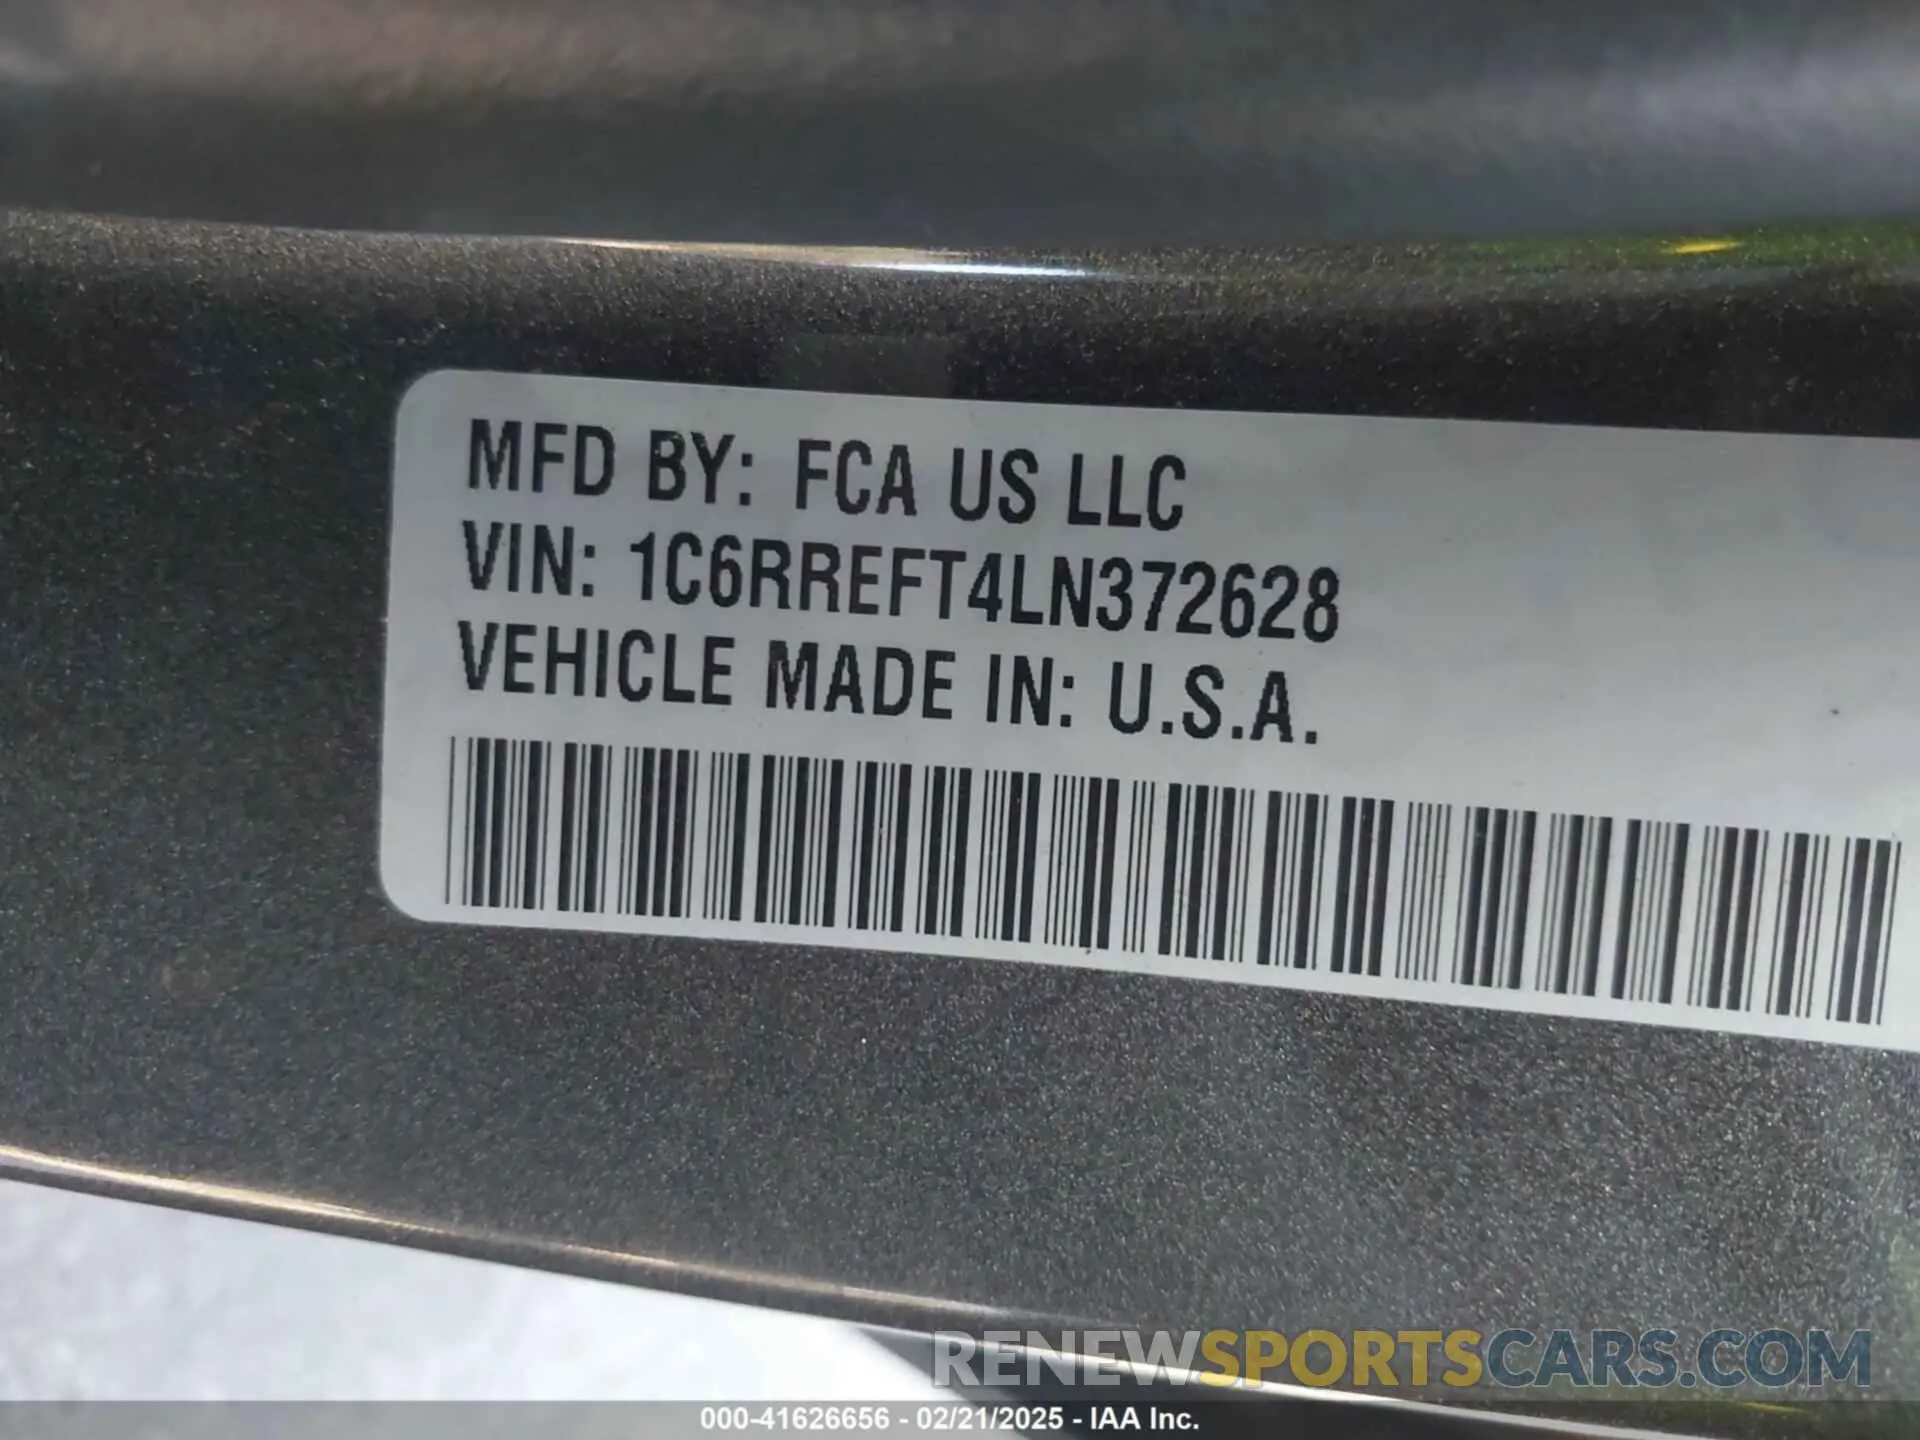 MFD BY: FCA US LLC
VIN: 1C6RREFT4LN372628
VEHICLE MADE IN: U.S.A.
RENEWSPORTSCARS.COM
000-41626656 - 02/21/2025 - IAA Inc.